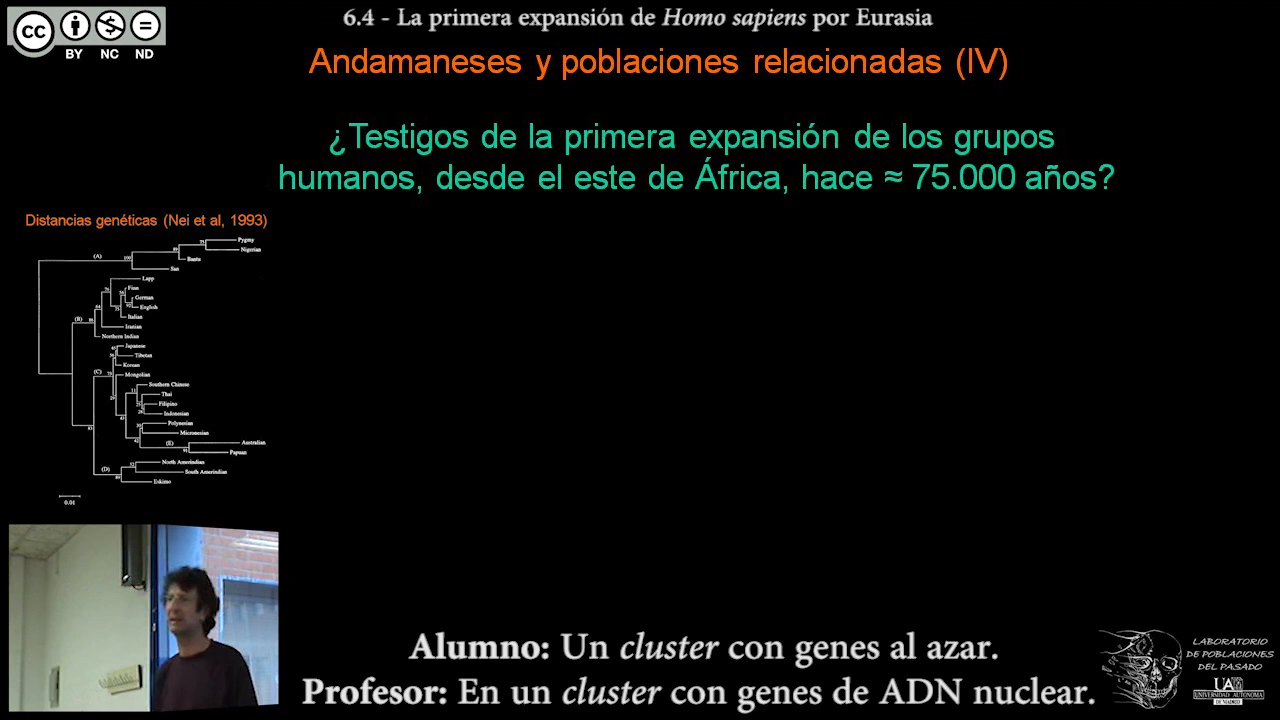 6.4 - La primera expansión de Homo sapiens por Eurasia
cc
BY NC ND
Andamaneses y poblaciones relacionadas (IV)
¿Testigos de la primera expansión de los grupos
humanos, desde el este de África, hace ≈ 75.000 años?
Distancias genéticas (Nei et al, 1993)
Pygmy
Nigerian
(A)
Bantu
San
Lapp
Finn
German
English
Italian
(B)
Iranian
Northern Indian
Japanese
Tibetan
Korean
(C)
Mongolian
Southern Chinese
Thai
Filipino
Indonesian
Polynesian
Micronesian
(E)
Australian
Papuan
North Amerindian
(D)
South Amerindian
Eskimo
0.01
Alumno: Un cluster con genes al azar.
Profesor: En un cluster con genes de ADN nuclear.
LABORATORIO
DE POBLACIONES
DEL PASADO
UA
UNIVERSIDAD AUTONOMA
DE MADRID